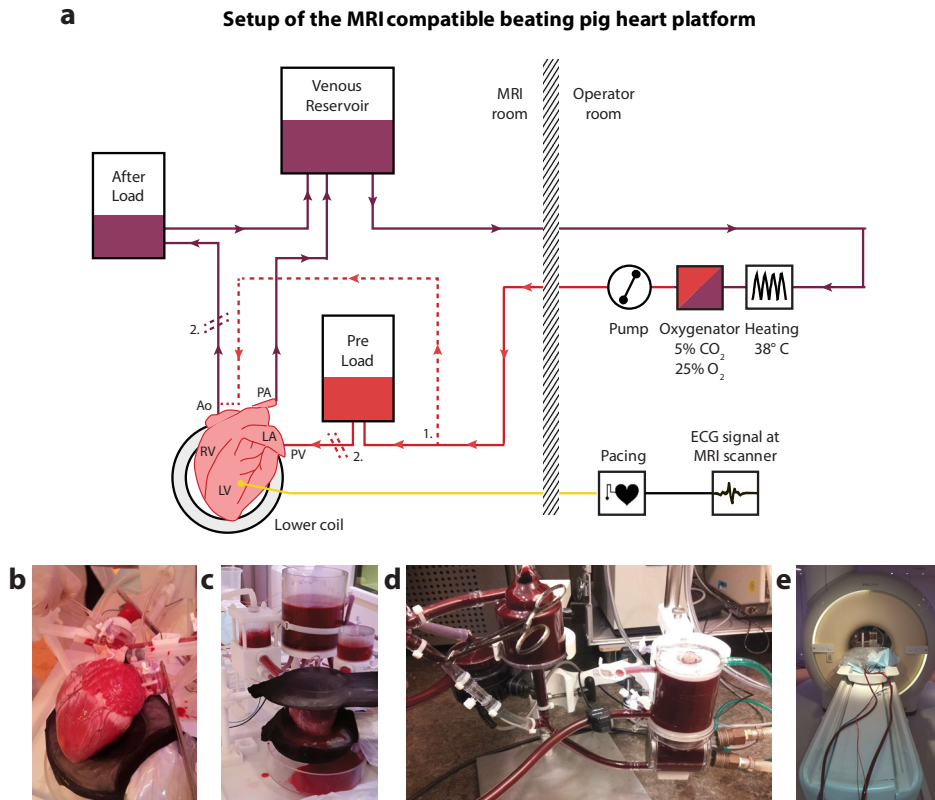 a
Setup of the MRI compatible beating pig heart platform
Venous
Reservoir
MRI
room
Operator
room
After
Load
Pump
Oxygenator
5% CO₂
25% O₂
Heating
38° C
2.
Pre
Load
Ao
PA
1.
LA
RV
PV
2.
LV
Pacing
ECG signal at
MRI scanner
Lower coil
b
c
d
e